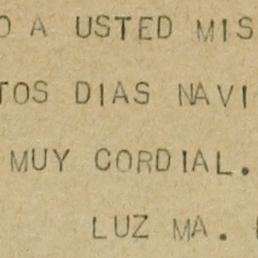 O A USTED MIS
TOS DIAS NAVI
MUY CORDIAL.
LUZ MA.